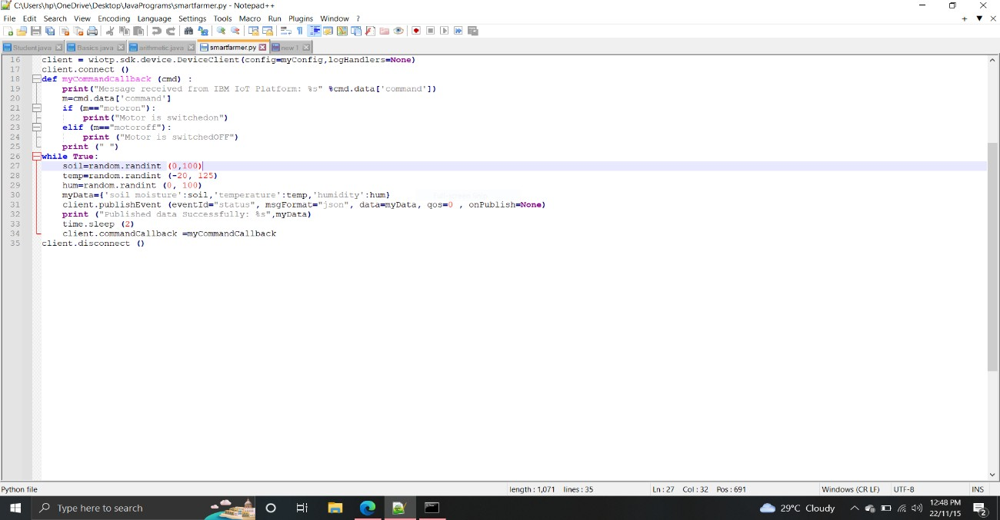 C:\Users\hp\OneDrive\Desktop\JavaPrograms\smartfarmer.py - Notepad++
File Edit Search View Encoding Language Settings Tools Macro Run Plugins Window ?
Student.java Basics.java arithmetic.java smartfarmer.py new 1
16 client = wiotp.sdk.device.DeviceClient(config=myConfig,logHandlers=None)
17 client.connect ()
18 def myCommandCallback (cmd) :
19 print("Message received from IBM IoT Platform: %s" %cmd.data['command'])
20 m=cmd.data['command']
21 if (m=="motoron"):
22 print("Motor is switchedon")
23 elif (m=="motoroff"):
24 print ("Motor is switchedOFF")
25 print (" ")
26 while True:
27 soil=random.randint (0,100)
28 temp=random.randint (-20, 125)
29 hum=random.randint (0, 100)
30 myData={'soil moisture':soil,'temperature':temp,'humidity':hum}
31 client.publishEvent (eventId="status", msgFormat="json", data=myData, qos=0 , onPublish=None)
32 print ("Published data Successfully: %s",myData)
33 time.sleep (2)
34 client.commandCallback =myCommandCallback
35 client.disconnect ()
Python file length : 1,071 lines : 35 Ln : 27 Col : 32 Pos : 691 Windows (CR LF) UTF-8 INS
Type here to search 29°C Cloudy 12:48 PM
22/11/15 2